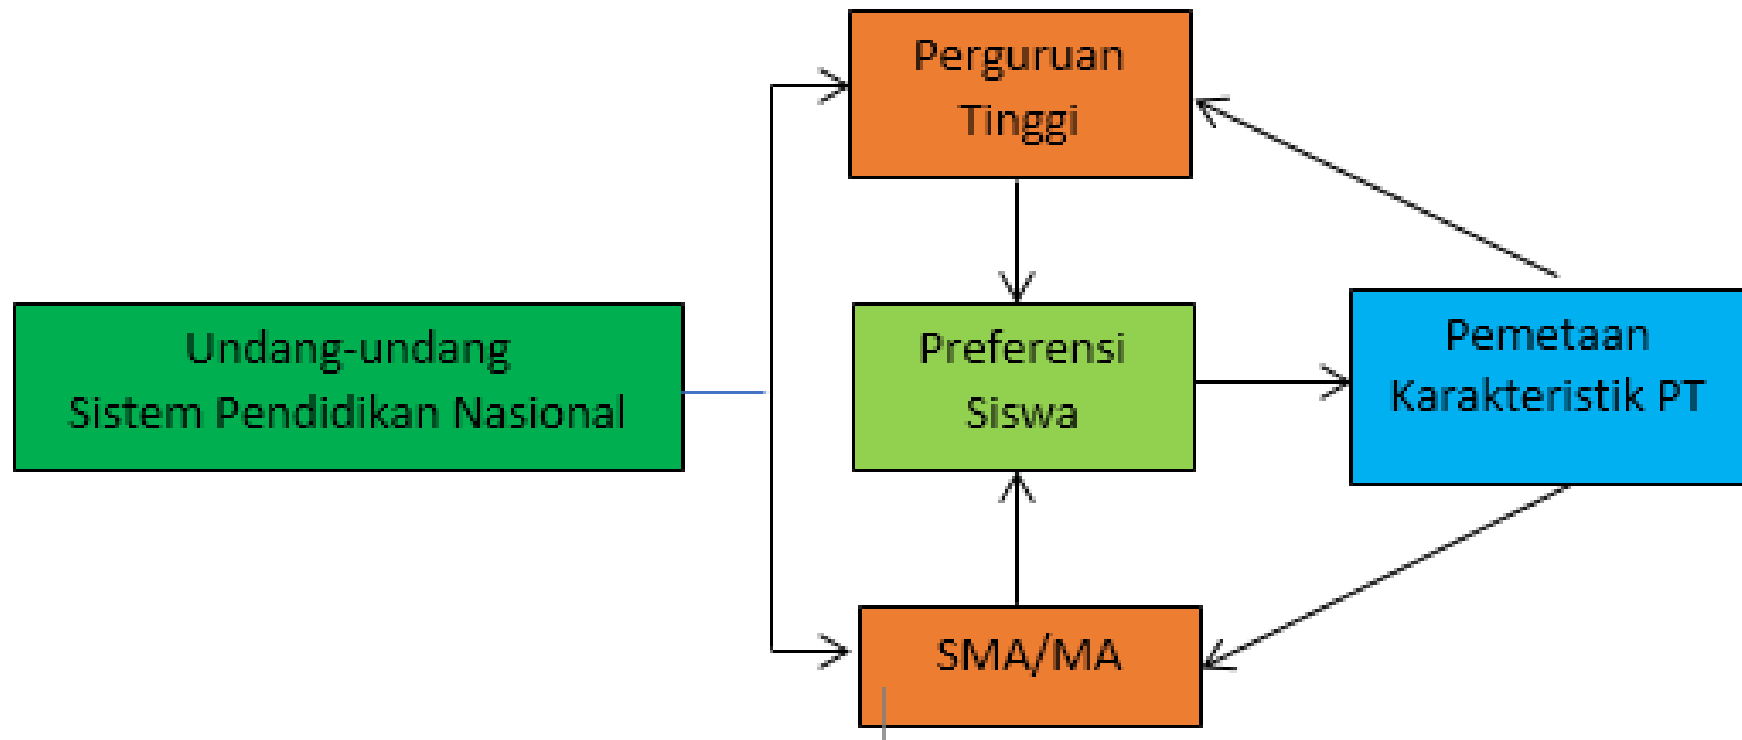 Perguruan
Tinggi
Undang-undang
Sistem Pendidikan Nasional
Preferensi
Siswa
Pemetaan
Karakteristik PT
SMA/MA